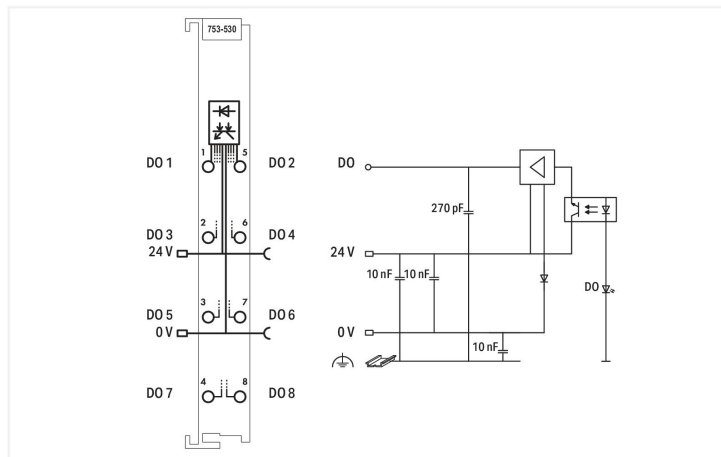 753-530
DO 1 1 5 DO 2 DO
270 pF
DO 3 2 6 DO 4
24 V 24 V
10 nF 10 nF DO
DO 5 3 7 DO 6
0 V 0 V
10 nF
DO 7 4 8 DO 8